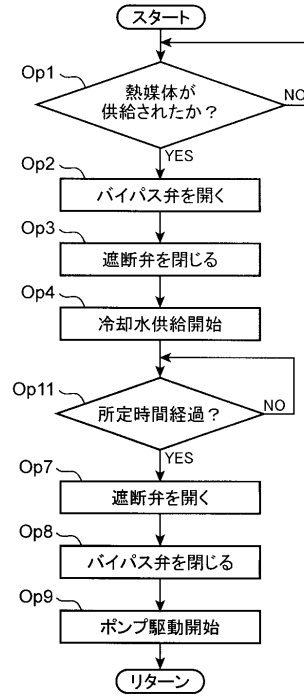 スタート
Op1
熱媒体が
供給されたか？
NO
YES
Op2
バイパス弁を開く
Op3
遮断弁を閉じる
Op4
冷却水供給開始
Op11
所定時間経過？
NO
YES
Op7
遮断弁を開く
Op8
バイパス弁を閉じる
Op9
ポンプ駆動開始
リターン